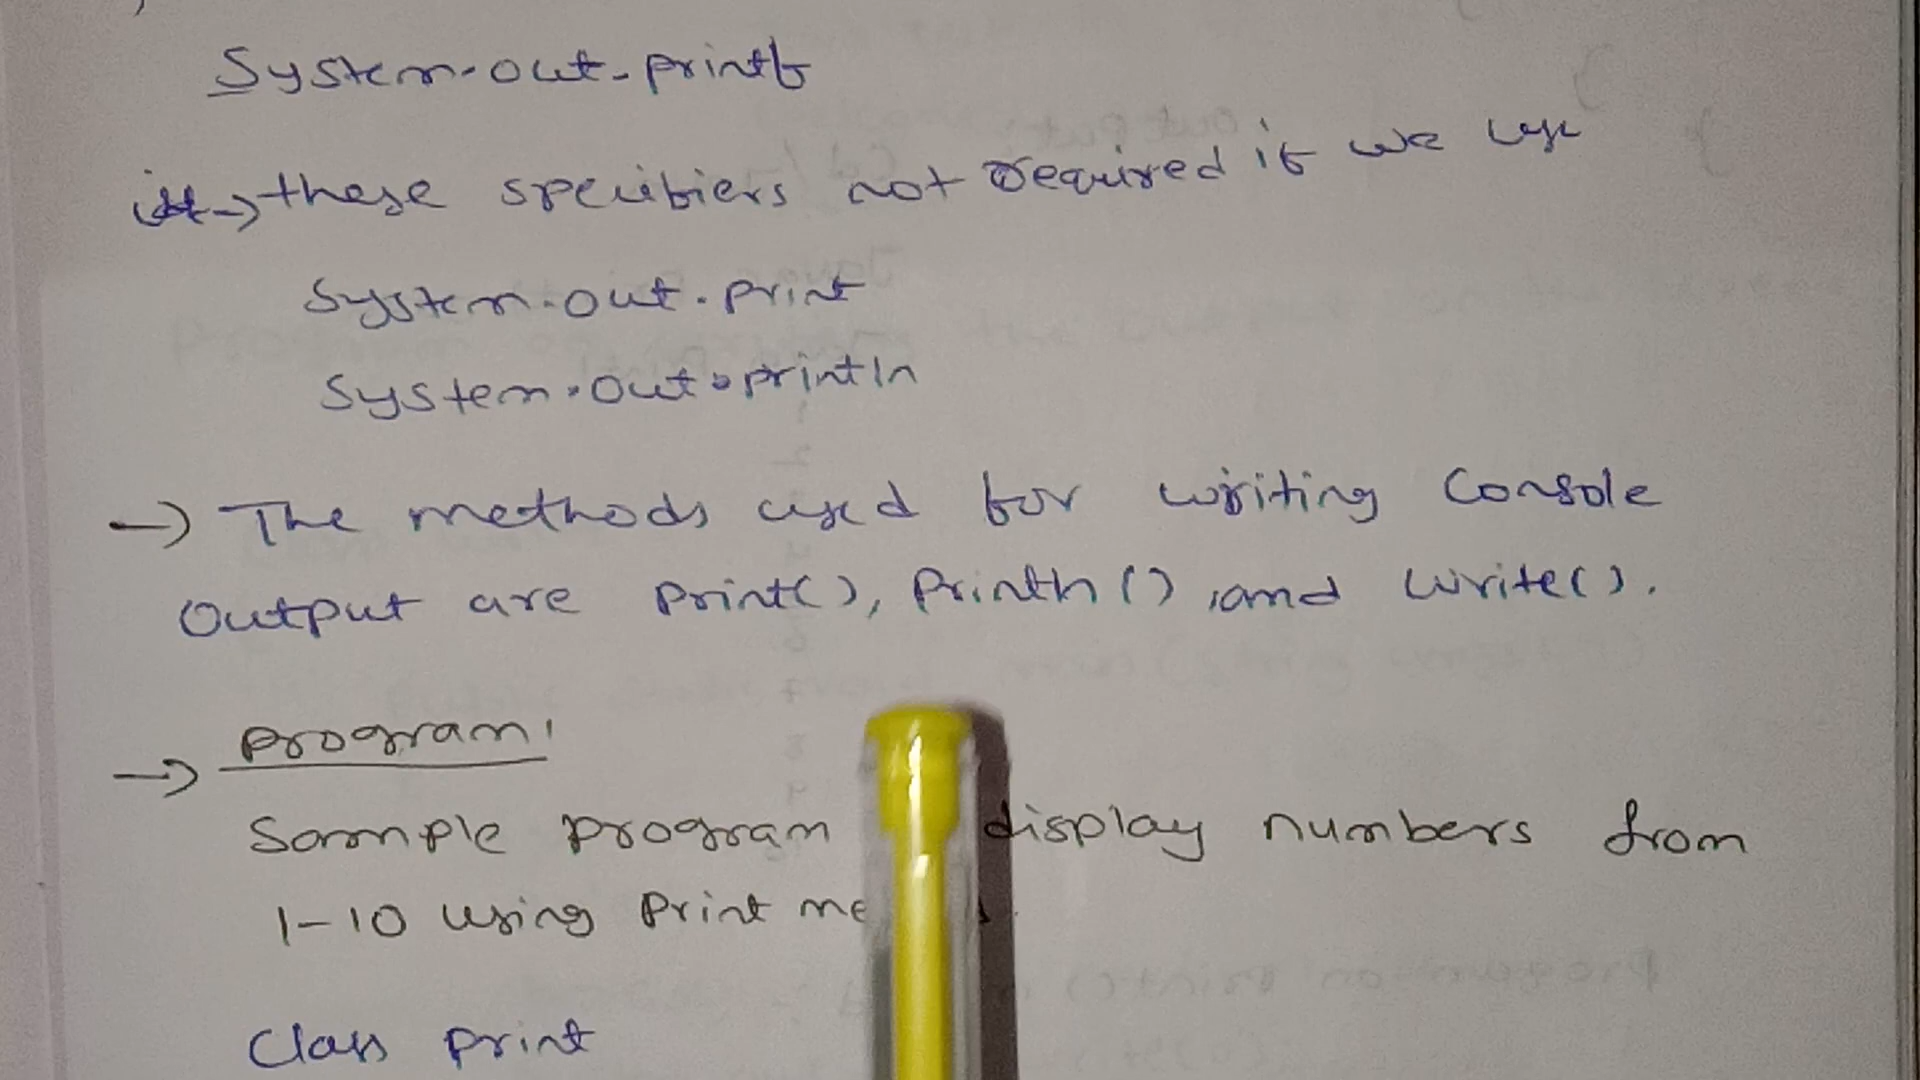 System.out.printf
→ these specifiers not required if we use
System.out.print
System.out.println
→ The methods used for writing Console
Output are print(), Println() , and write().
→ program:
Sample program display numbers from
1-10 using Print
Class print